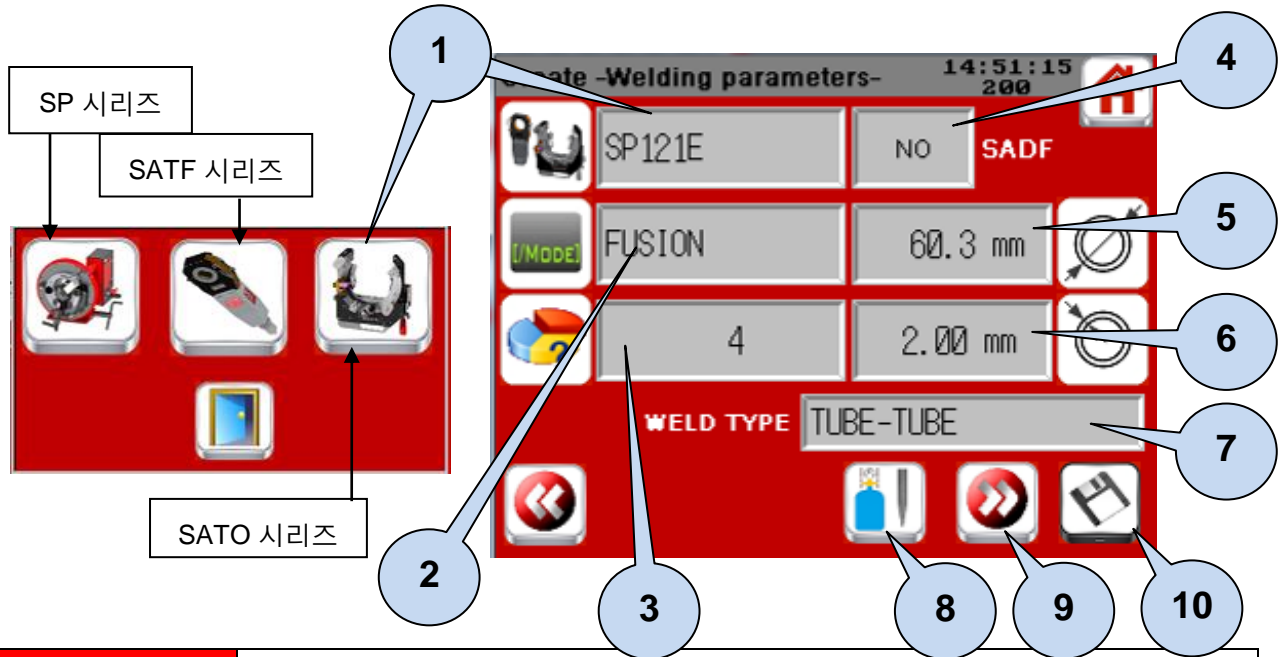 1
4
SP 시리즈
SATF 시리즈
-Welding parameters-
14:51:15
200
SP121E
NO
SADF
5
[/MODE]
FUSION
60.3 mm
4
2.00 mm
6
?
WELD TYPE
TUBE-TUBE
7
SATO 시리즈
2
3
8
9
10